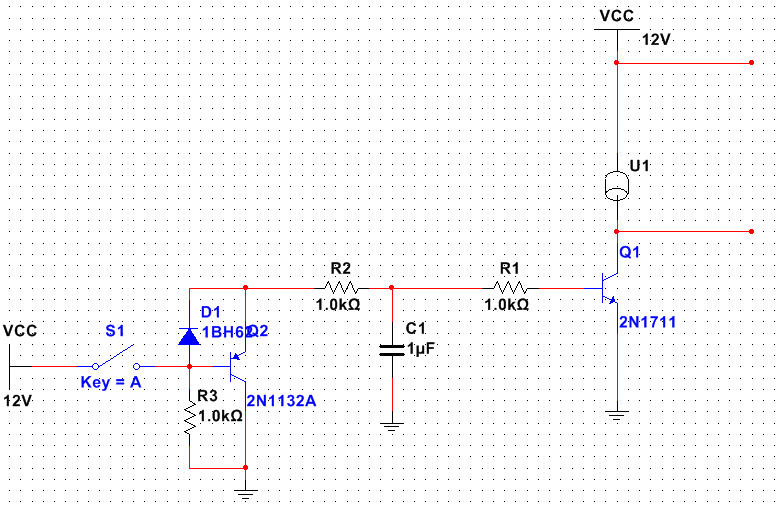 VCC
12V
U1
Q1
2N1711
R2
1.0kΩ
R1
1.0kΩ
C1
1µF
D1
1BH62
Q2
2N1132A
VCC
12V
S1
Key = A
R3
1.0kΩ